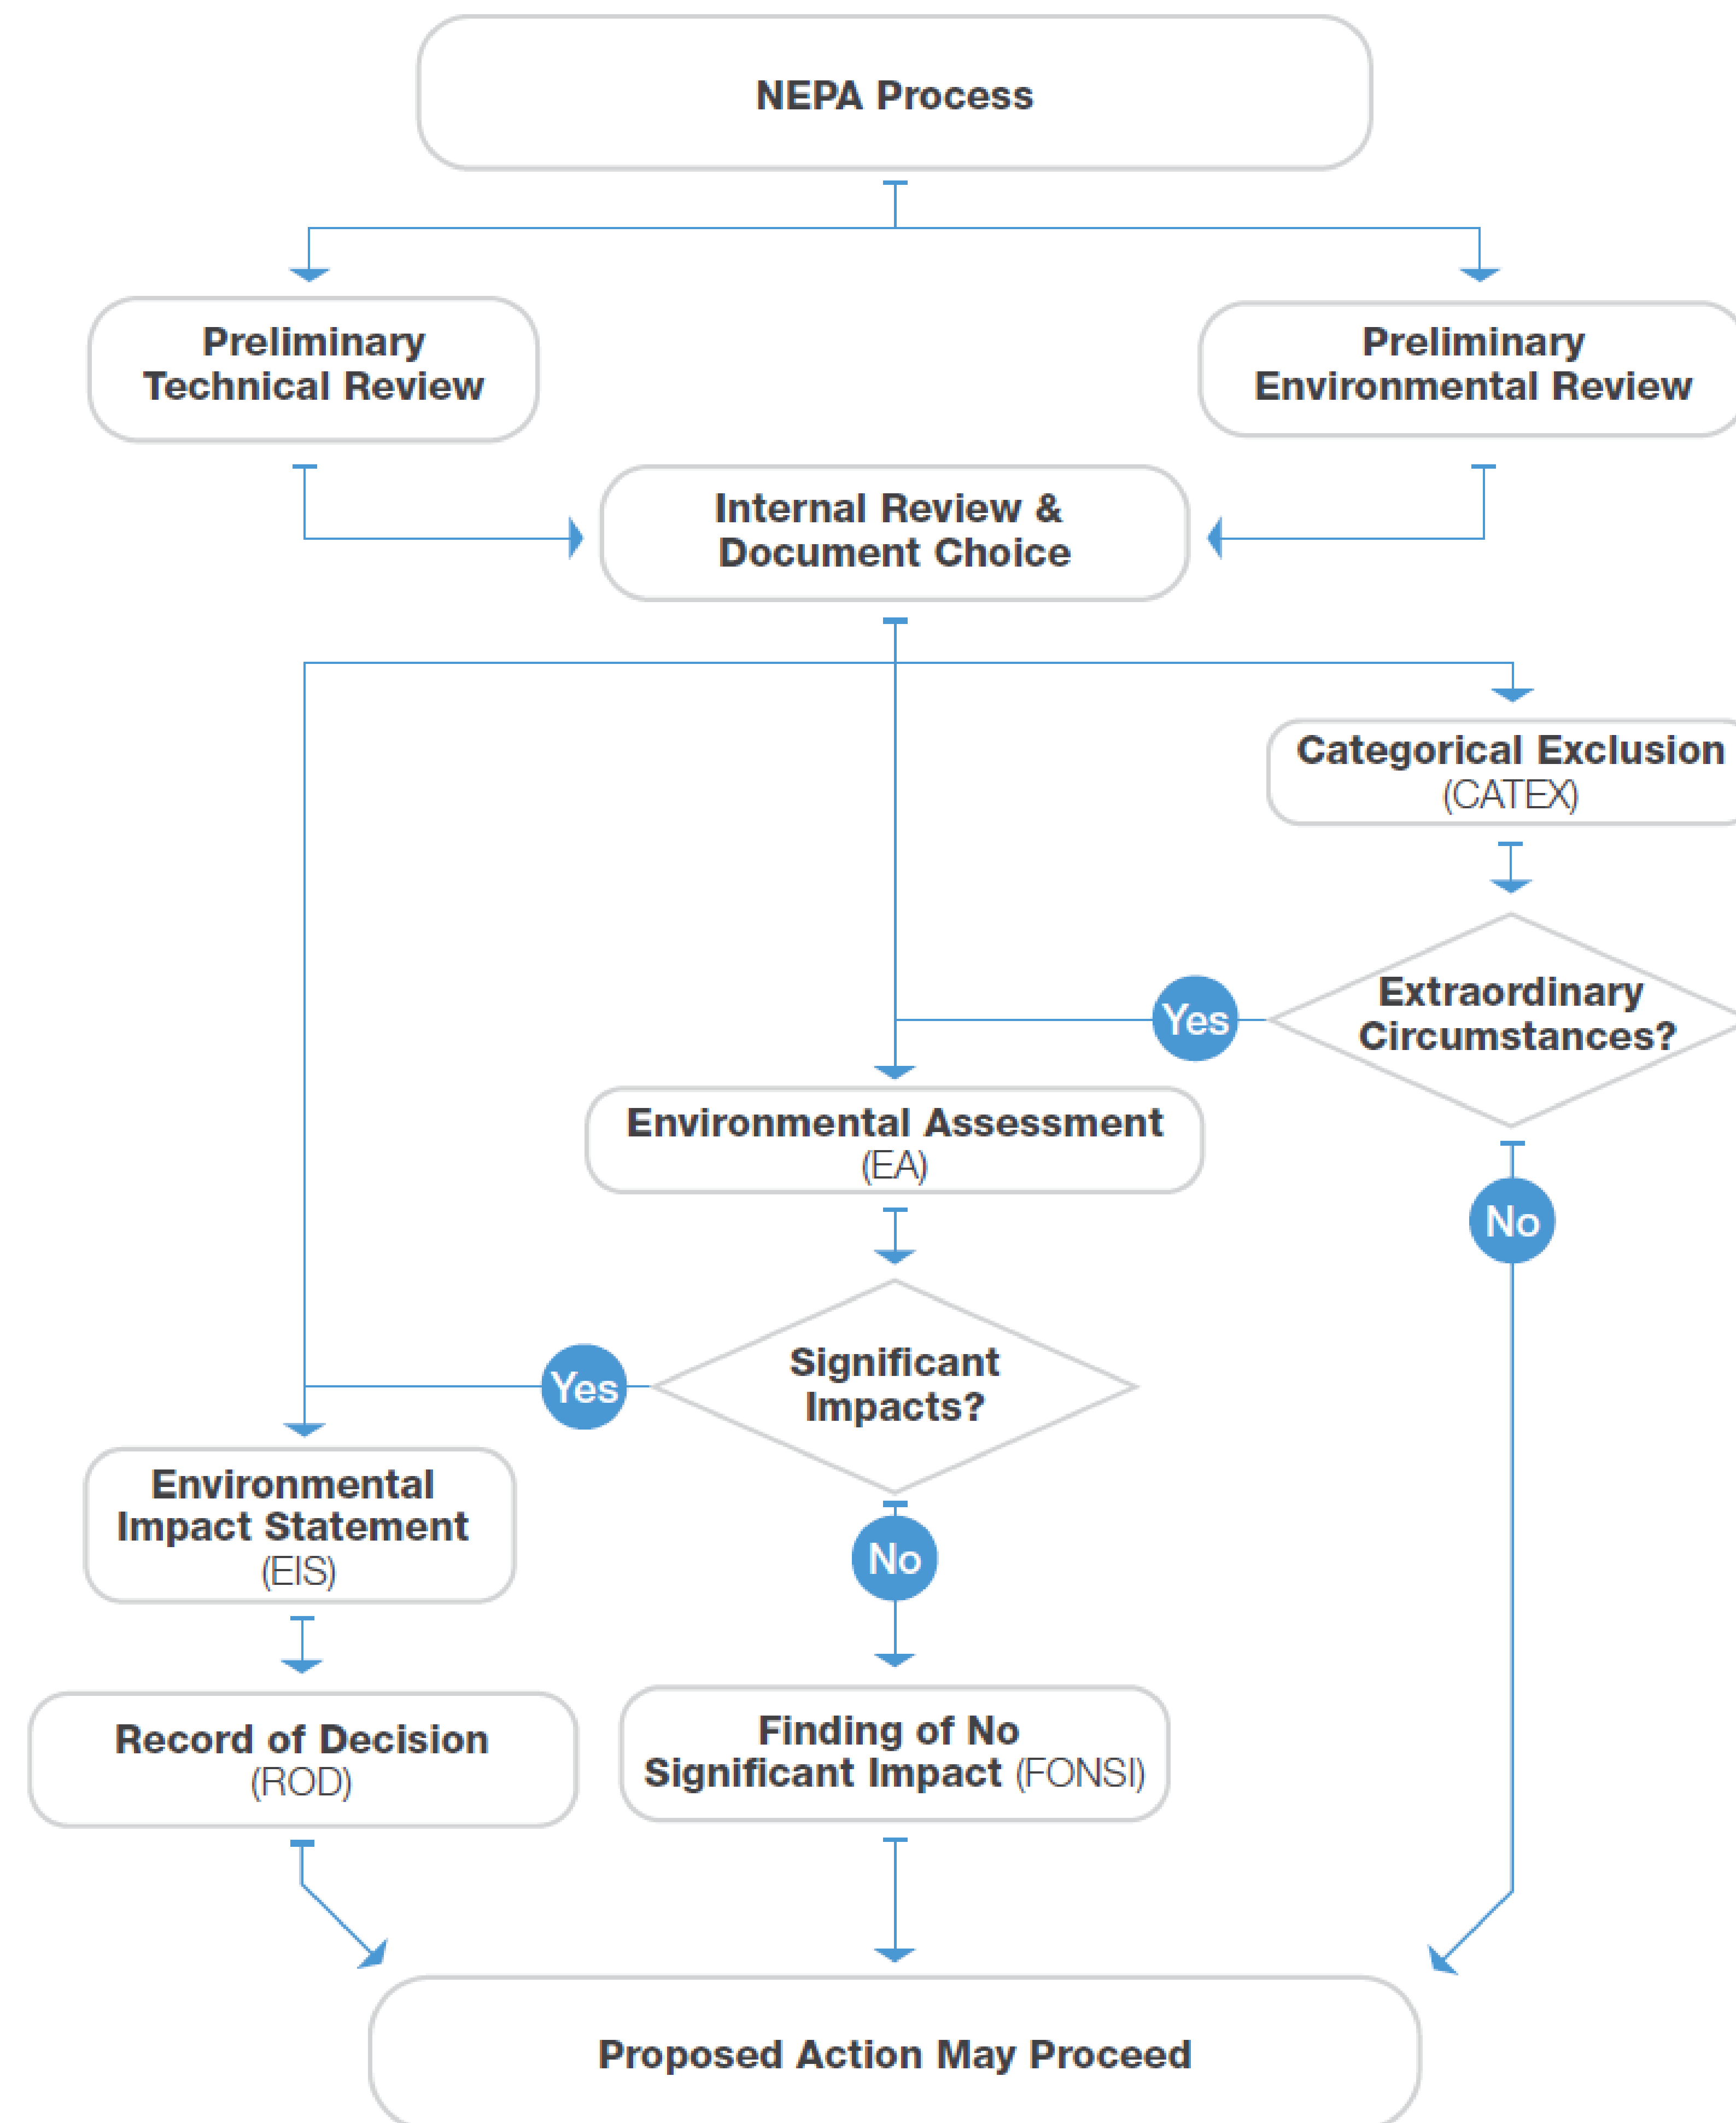 NEPA Process
Preliminary
Technical Review
Preliminary
Environmental Review
Internal Review &
Document Choice
Categorical Exclusion
(CATEX)
Extraordinary
Circumstances?
Yes
No
Environmental Assessment
(EA)
Significant
Impacts?
Yes
No
Environmental
Impact Statement
(EIS)
Record of Decision
(ROD)
Finding of No
Significant Impact (FONSI)
Proposed Action May Proceed